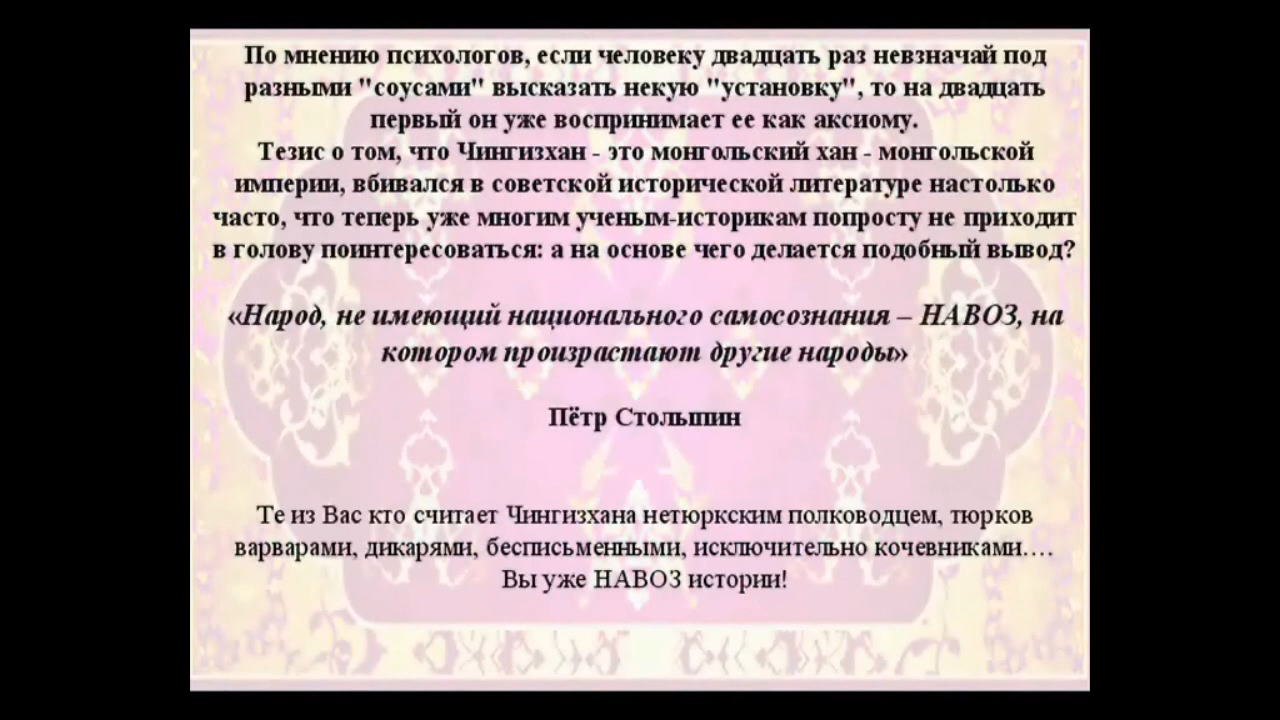 По мнению психологов, если человеку двадцать раз невзначай под
разными "соусами" высказать некую "установку", то на двадцать
первый он уже воспринимает ее как аксиому.
Тезис о том, что Чингизхан - это монгольский хан - монгольской
империи, вбивался в советской исторической литературе настолько
часто, что теперь уже многим ученым-историкам попросту не приходит
в голову поинтересоваться: а на основе чего делается подобный вывод?
«Народ, не имеющий национального самосознания – НАВОЗ, на
котором произрастают другие народы»
Пётр Столыпин
Те из Вас кто считает Чингизхана нетюркским полководцем, тюрков
варварами, дикарями, бесписьменными, исключительно кочевниками….
Вы уже НАВОЗ истории!